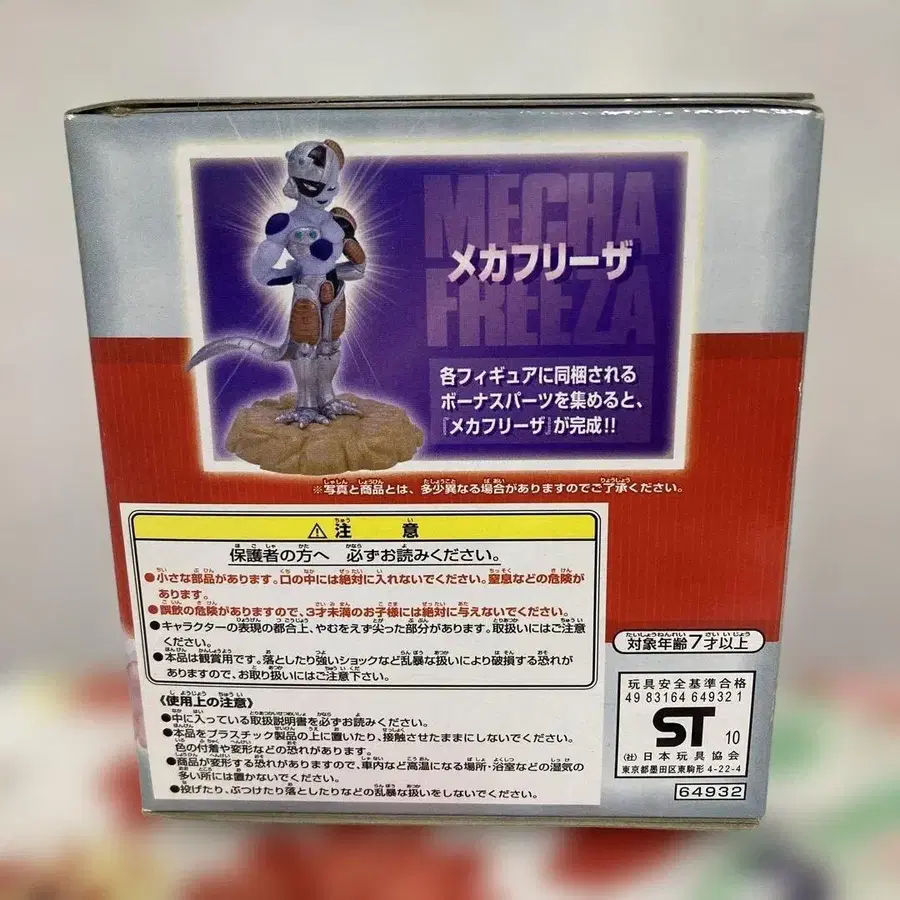 MECHA
メカフリーザ
FREEZA
各フィギュアに同梱される
ボーナスパーツを集めると、
『メカフリーザ』が完成!!
※写真と商品とは、多少異なる場合がありますのでご了承ください。
⚠注意
保護者の方へ 必ずお読みください。
●小さな部品があります。口の中には絶対に入れないでください。窒息などの危険が
あります。
●誤飲の危険がありますので、3才未満のお子様には絶対に与えないでください。
●キャラクターの表現の都合上、やむをえず尖った部分があります。取扱いにはご注意
ください。
●本品は観賞用です。落としたり強いショックなど乱暴な扱いにより破損する恐れが
ありますので、お取り扱いにはご注意下さい。
《使用上の注意》
●中に入っている取扱説明書を必ずお読みください。
●本品をプラスチック製品の上に置いたり、接触させたままにしないでください。
色の付着や変形などの恐れがあります。
●商品が変形する恐れがありますので、車内など高温になる場所・浴室などの湿気の
多い所には置かないでください。
●投げたり、ぶつけたり落としたりなどの乱暴な扱いをしないでください。
対象年齢7才以上
玩具安全基準合格
49 83164 64932 1
ST 10
(社)日本玩具協会
東京都墨田区東駒形 4-22-4
64932